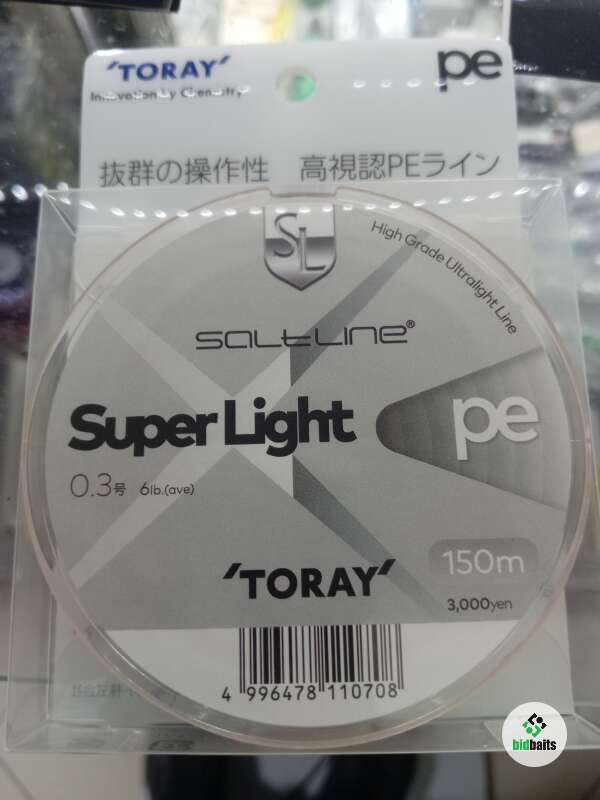 'TORAY'
Innovation by Chemistry
pe
抜群の操作性 高視認PEライン
SL
High Grade Ultralight Line
SALTLINE®
Super Light
pe
0.3号 6lb.(ave)
150m
'TORAY'
3,000yen
4 996478 110708
bidbaits